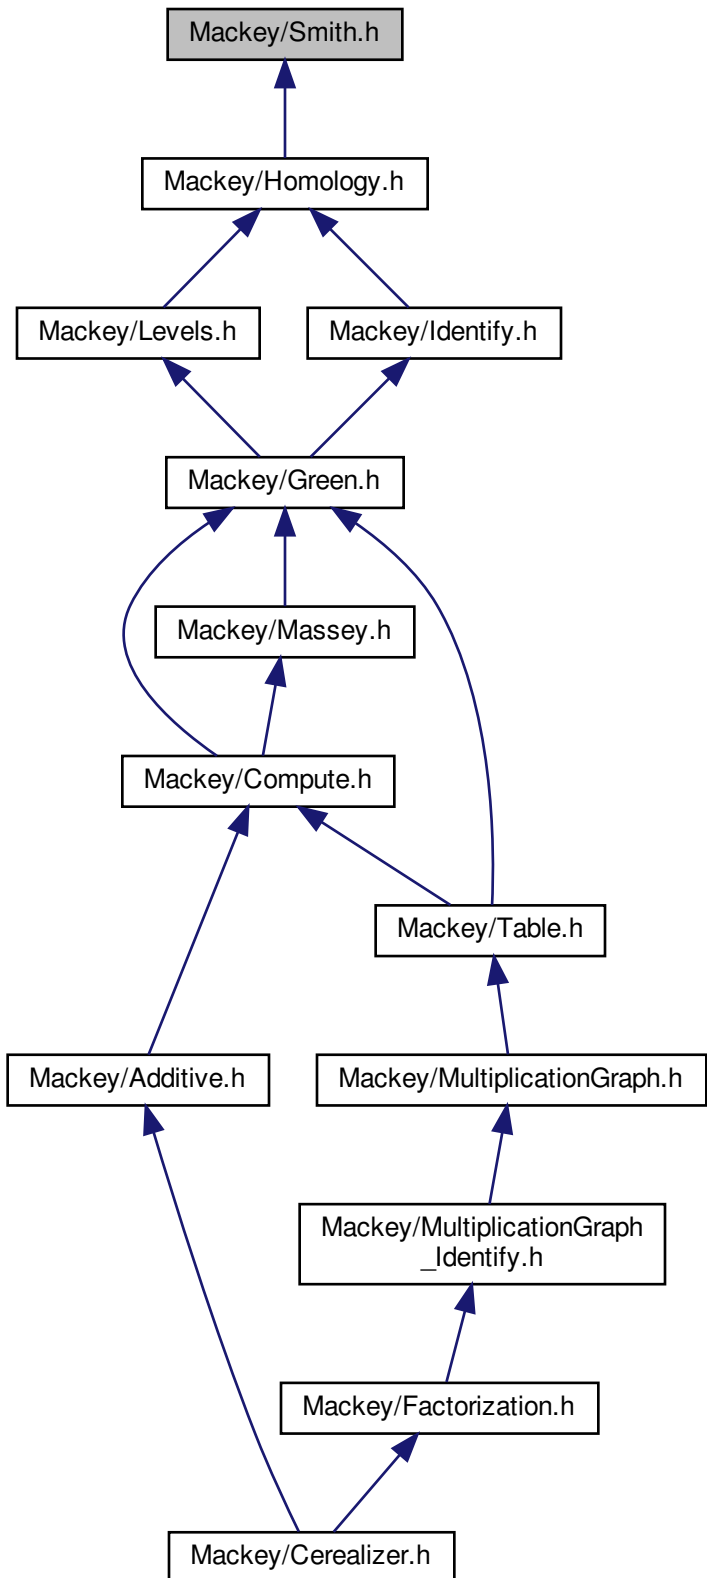 Mackey/Smith.h
Mackey/Homology.h
Mackey/Levels.h
Mackey/Identify.h
Mackey/Green.h
Mackey/Massey.h
Mackey/Compute.h
Mackey/Table.h
Mackey/Additive.h
Mackey/MultiplicationGraph.h
Mackey/MultiplicationGraph
_Identify.h
Mackey/Factorization.h
Mackey/Cerealizer.h